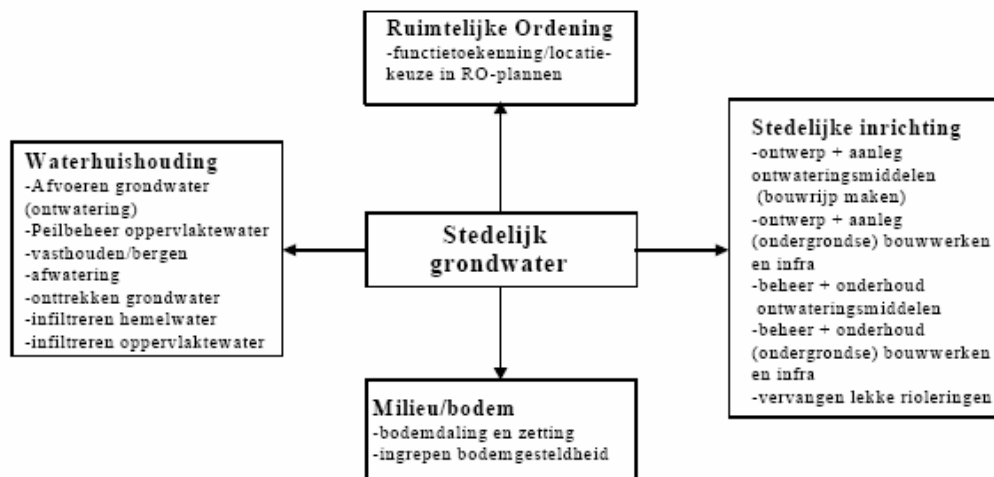 Ruimtelijke Ordening
-functietoekenning/locatie-
keuze in RO-plannen
Waterhuishouding
-Afvoeren grondwater
(ontwatering)
-Peilbeheer oppervlaktewater
-vasthouden/bergen
-afwatering
-onttrekken grondwater
-infiltreren hemelwater
-infiltreren oppervlaktewater
Stedelijk
grondwater
Stedelijke inrichting
-ontwerp + aanleg
ontwateringsmiddelen
(bouwrijp maken)
-ontwerp + aanleg
(ondergrondse) bouwwerken
en infra
-beheer + onderhoud
ontwateringsmiddelen
-beheer + onderhoud
(ondergrondse) bouwwerken
en infra
-vervangen lekke rioleringen
Milieu/bodem
-bodemdaling en zetting
-ingrepen bodemgesteldheid